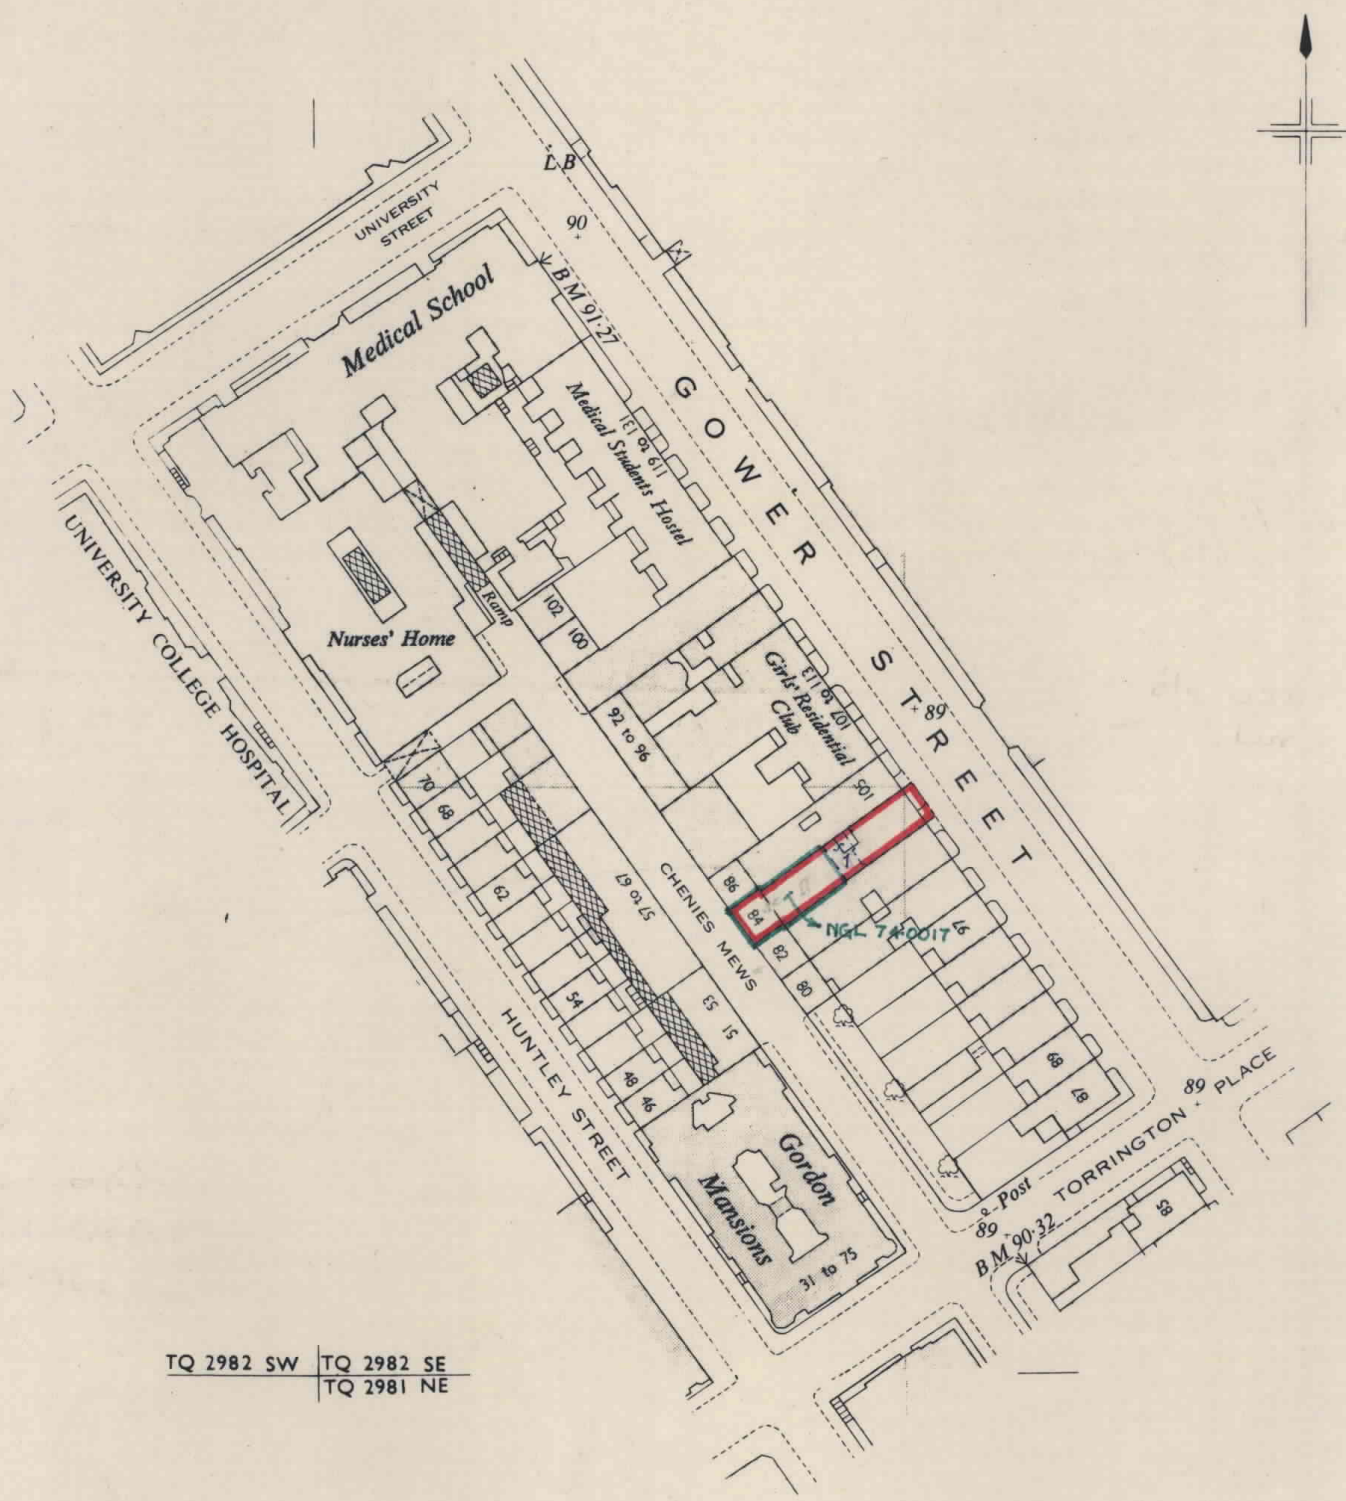 L B
90
UNIVERSITY
STREET
B M 91·27
Medical School
GOWER STREET
119 to 131
Medical Students Hostel
UNIVERSITY COLLEGE HOSPITAL
Nurses' Home
Ramp
102
100
107 to 113
Girls' Residential
Club
89
92 to 96
105
70
68
62
54
48
46
57 to 67
CHENIES MEWS
86
84
82
80
NGL 74·0017
97
53
51
HUNTLEY STREET
89
87
89
TORRINGTON PLACE
Post
89
B M 90·32
85
Gordon
Mansions
31 to 75
TQ 2982 SW
TQ 2982 SE
TQ 2981 NE